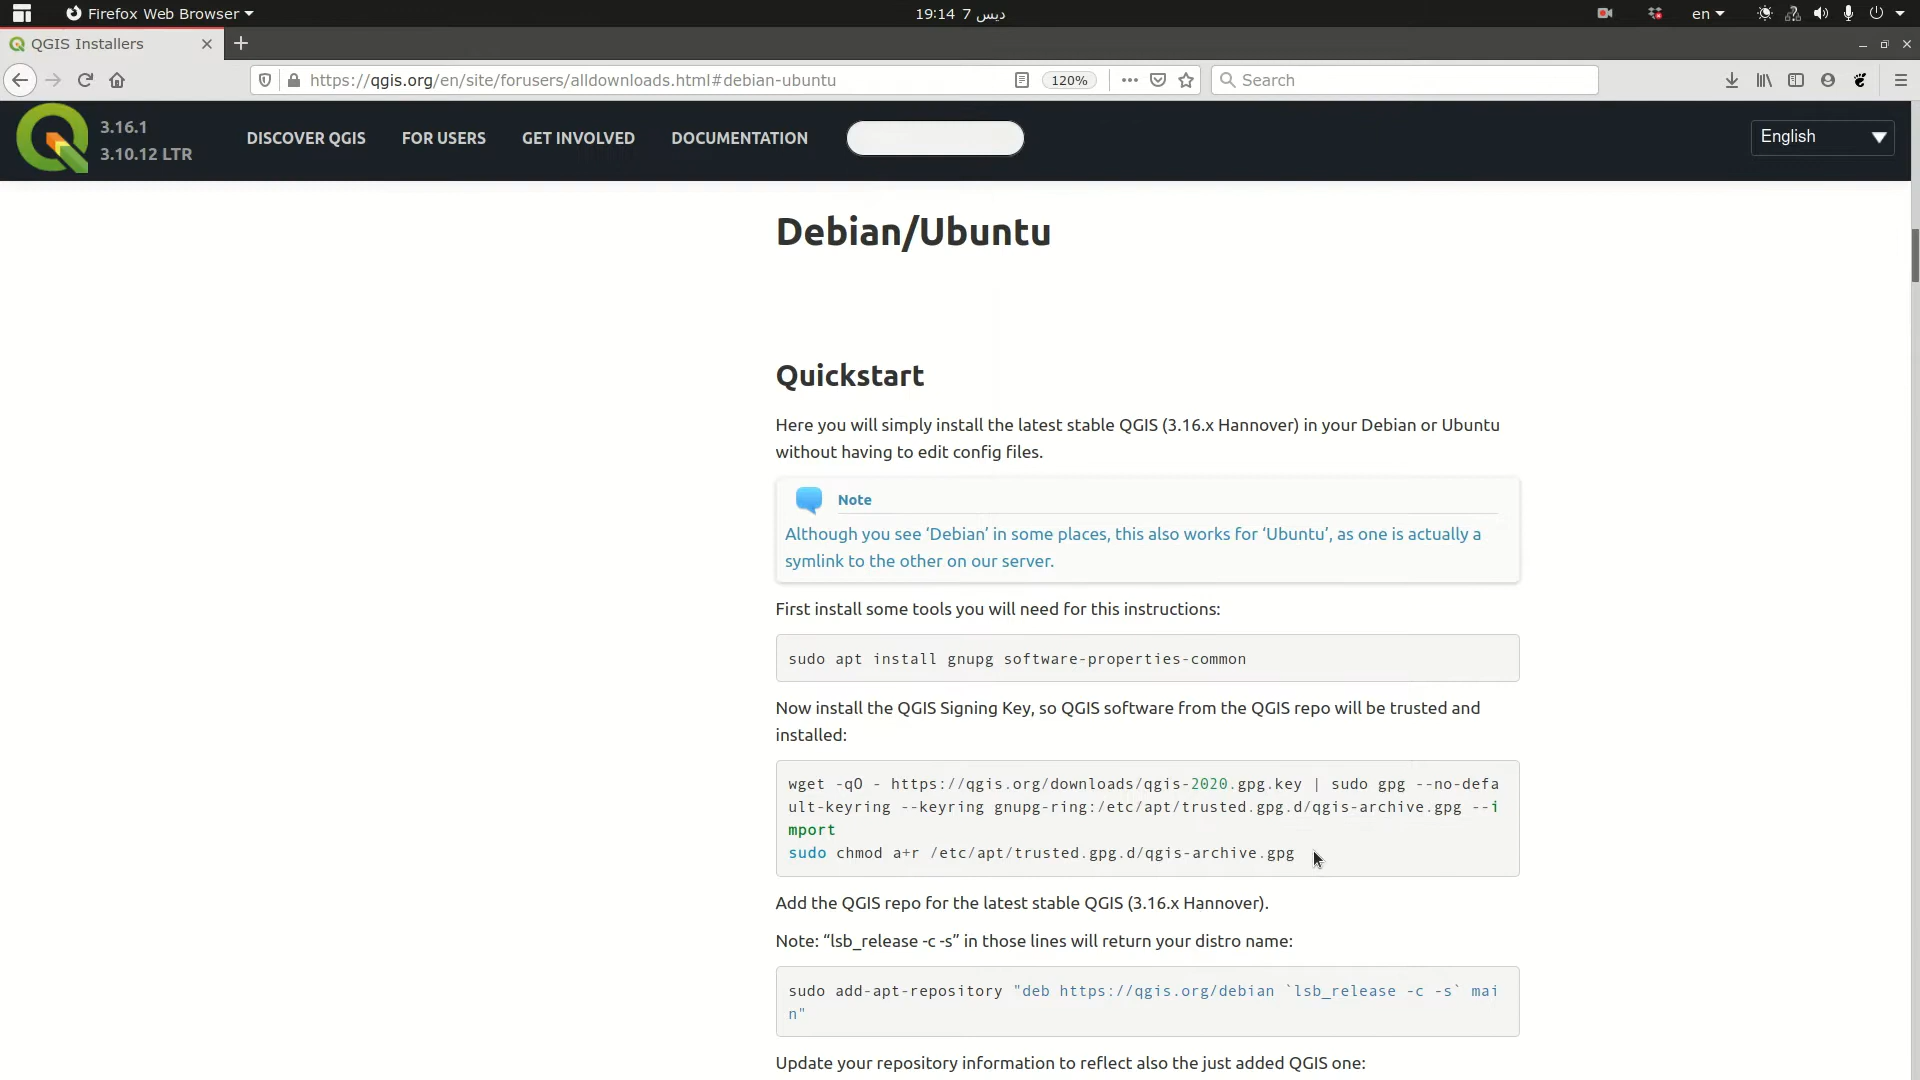 Firefox Web Browser
19:14 7 ديس
en
QGIS Installers
https://qgis.org/en/site/forusers/alldownloads.html#debian-ubuntu
120%
Search
3.16.1
3.10.12 LTR
DISCOVER QGIS
FOR USERS
GET INVOLVED
DOCUMENTATION
English
Debian/Ubuntu
Quickstart
Here you will simply install the latest stable QGIS (3.16.x Hannover) in your Debian or Ubuntu
without having to edit config files.
Note
Although you see ‘Debian’ in some places, this also works for ‘Ubuntu’, as one is actually a
symlink to the other on our server.
First install some tools you will need for this instructions:
sudo apt install gnupg software-properties-common
Now install the QGIS Signing Key, so QGIS software from the QGIS repo will be trusted and
installed:
wget -qO - https://qgis.org/downloads/qgis-2020.gpg.key | sudo gpg --no-defa
ult-keyring --keyring gnupg-ring:/etc/apt/trusted.gpg.d/qgis-archive.gpg --i
mport
sudo chmod a+r /etc/apt/trusted.gpg.d/qgis-archive.gpg
Add the QGIS repo for the latest stable QGIS (3.16.x Hannover).
Note: “lsb_release -c -s” in those lines will return your distro name:
sudo add-apt-repository "deb https://qgis.org/debian `lsb_release -c -s` mai
n"
Update your repository information to reflect also the just added QGIS one: